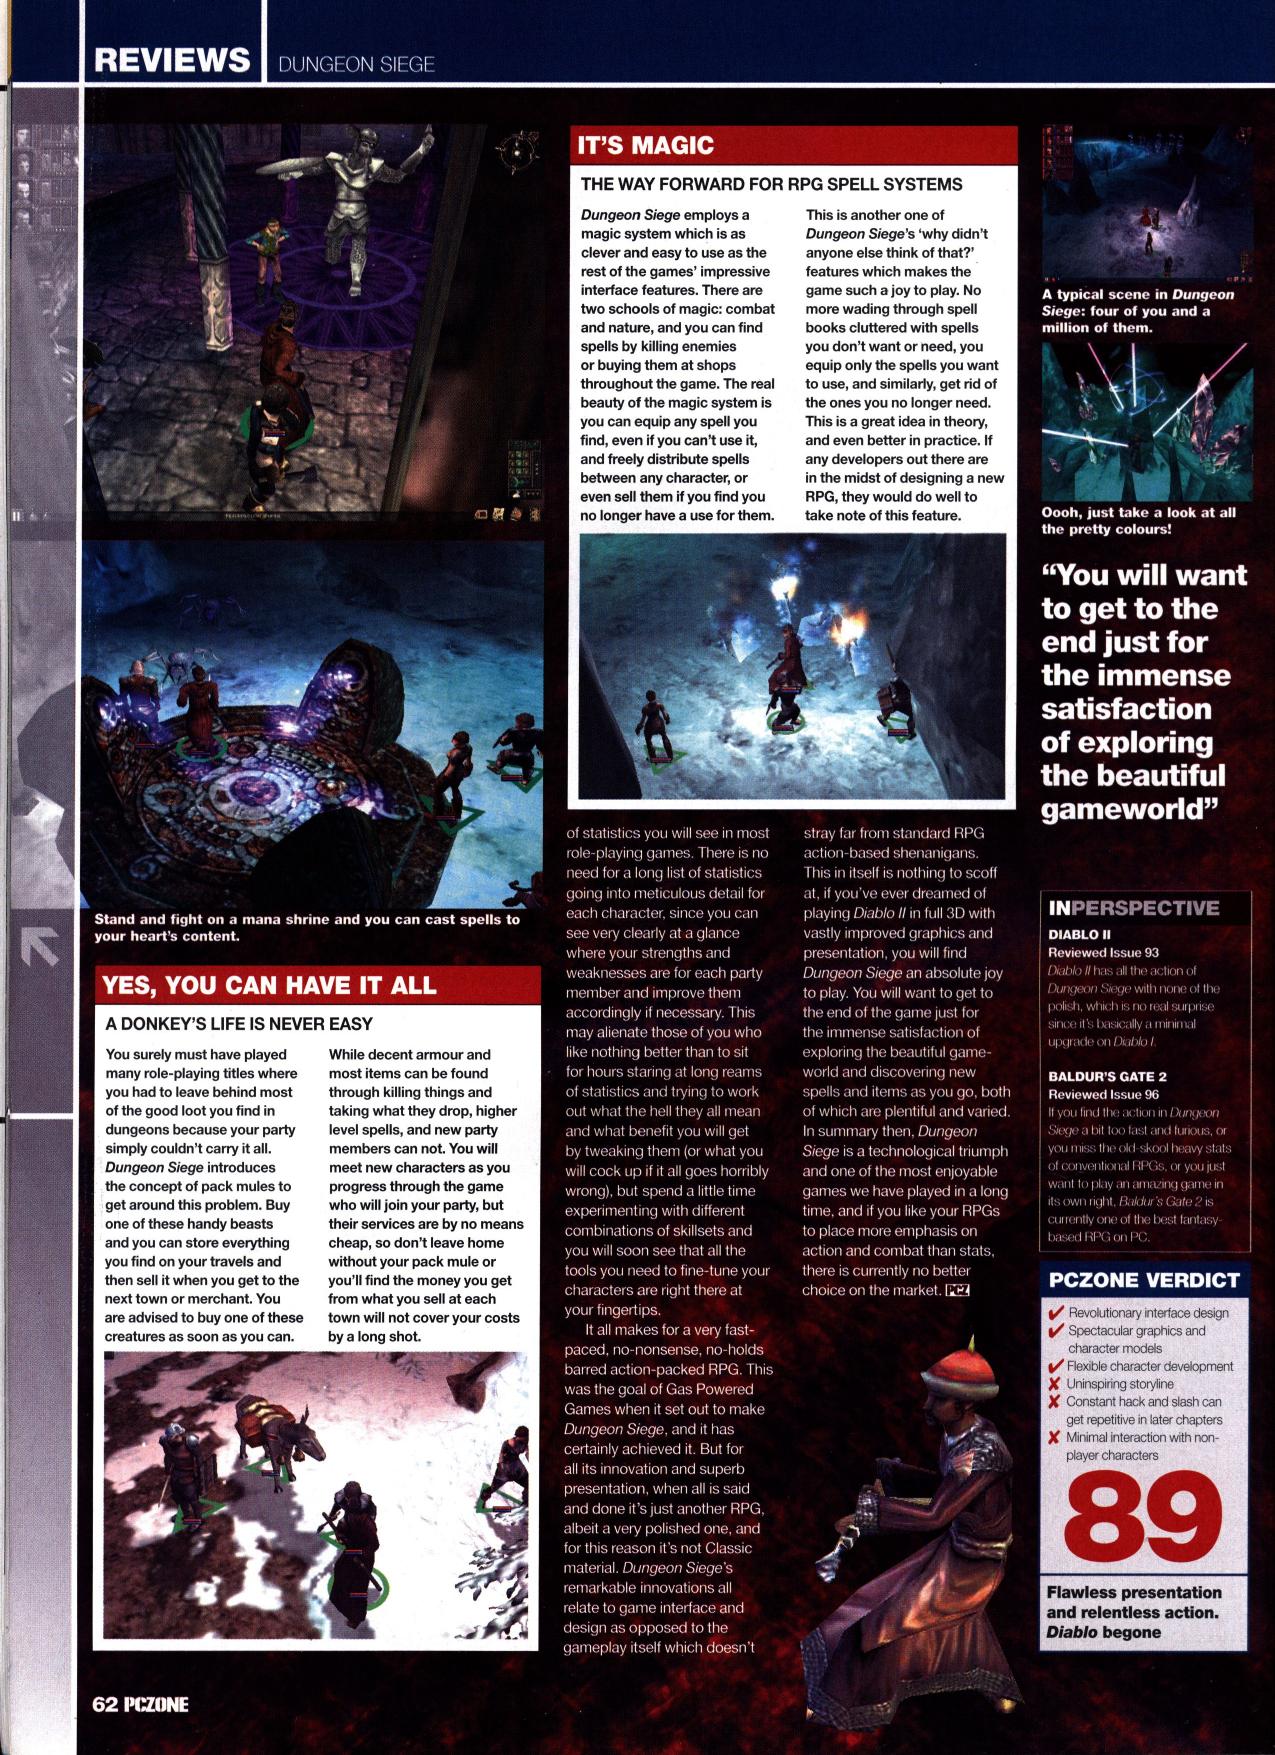 REVIEWS
DUNGEON SIEGE
Stand and fight on a mana shrine and you can cast spells to
your heart's content.
YES, YOU CAN HAVE IT ALL
A DONKEY'S LIFE IS NEVER EASY
You surely must have played
many role-playing titles where
you had to leave behind most
of the good loot you find in
dungeons because your party
simply couldn't carry it all.
Dungeon Siege introduces
the concept of pack mules to
get around this problem. Buy
one of these handy beasts
and you can store everything
you find on your travels and
then sell it when you get to the
next town or merchant. You
are advised to buy one of these
creatures as soon as you can.
While decent armour and
most items can be found
through killing things and
taking what they drop, higher
level spells, and new party
members can not. You will
meet new characters as you
progress through the game
who will join your party, but
their services are by no means
cheap, so don't leave home
without your pack mule or
you'll find the money you get
from what you sell at each
town will not cover your costs
by a long shot.
IT'S MAGIC
THE WAY FORWARD FOR RPG SPELL SYSTEMS
Dungeon Siege employs a
magic system which is as
clever and easy to use as the
rest of the games' impressive
interface features. There are
two schools of magic: combat
and nature, and you can find
spells by killing enemies
or buying them at shops
throughout the game. The real
beauty of the magic system is
you can equip any spell you
find, even if you can't use it,
and freely distribute spells
between any character, or
even sell them if you find you
no longer have a use for them.
This is another one of
Dungeon Siege's 'why didn't
anyone else think of that?'
features which makes the
game such a joy to play. No
more wading through spell
books cluttered with spells
you don't want or need, you
equip only the spells you want
to use, and similarly, get rid of
the ones you no longer need.
This is a great idea in theory,
and even better in practice. If
any developers out there are
in the midst of designing a new
RPG, they would do well to
take note of this feature.
of statistics you will see in most
role-playing games. There is no
need for a long list of statistics
going into meticulous detail for
each character, since you can
see very clearly at a glance
where your strengths and
weaknesses are for each party
member and improve them
accordingly if necessary. This
may alienate those of you who
like nothing better than to sit
for hours staring at long reams
of statistics and trying to work
out what the hell they all mean
and what benefit you will get
by tweaking them (or what you
will cock up if it all goes horribly
wrong), but spend a little time
experimenting with different
combinations of skillsets and
you will soon see that all the
tools you need to fine-tune your
characters are right there at
your fingertips.
It all makes for a very fast-
paced, no-nonsense, no-holds
barred action-packed RPG. This
was the goal of Gas Powered
Games when it set out to make
Dungeon Siege, and it has
certainly achieved it. But for
all its innovation and superb
presentation, when all is said
and done it's just another RPG,
albeit a very polished one, and
for this reason it's not Classic
material. Dungeon Siege's
remarkable innovations all
relate to game interface and
design as opposed to the
gameplay itself which doesn't
stray far from standard RPG
action-based shenanigans.
This in itself is nothing to scoff
at, if you've ever dreamed of
playing Diablo II in full 3D with
vastly improved graphics and
presentation, you will find
Dungeon Siege an absolute joy
to play. You will want to get to
the end of the game just for
the immense satisfaction of
exploring the beautiful game-
world and discovering new
spells and items as you go, both
of which are plentiful and varied.
In summary then, Dungeon
Siege is a technological triumph
and one of the most enjoyable
games we have played in a long
time, and if you like your RPGs
to place more emphasis on
action and combat than stats,
there is currently no better
choice on the market. PCZ
A typical scene in Dungeon
Siege: four of you and a
million of them.
Oooh, just take a look at all
the pretty colours!
“You will want
to get to the
end just for
the immense
satisfaction
of exploring
the beautiful
gameworld”
INPERSPECTIVE
DIABLO II
Reviewed Issue 93
Diablo II has all the action of
Dungeon Siege with none of the
polish, which is no real surprise
since it's basically a minimal
upgrade on Diablo I.
BALDUR'S GATE 2
Reviewed Issue 96
If you find the action in Dungeon
Siege a bit too fast and furious, or
you miss the old-skool heavy stats
of conventional RPGs, or you just
want to play an amazing game in
its own right, Baldur's Gate 2 is
currently one of the best fantasy-
based RPG on PC.
PCZONE VERDICT
✓ Revolutionary interface design
✓ Spectacular graphics and
character models
✓ Flexible character development
✗ Uninspiring storyline
✗ Constant hack and slash can
get repetitive in later chapters
✗ Minimal interaction with non-
player characters
89
Flawless presentation
and relentless action.
Diablo begone
62 PCZONE